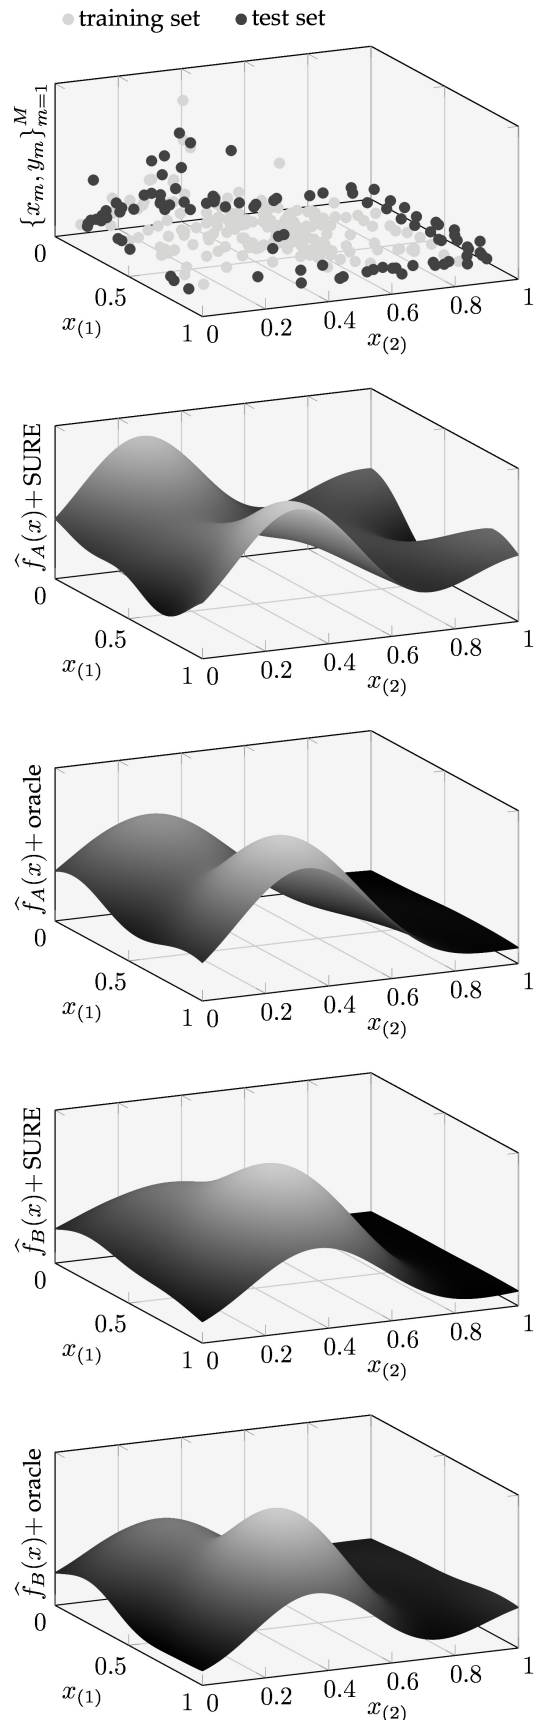 training set test set
{x_m, y_m}_{m=1}^M
0
0.5
1
x_(1)
0 0.2 0.4 0.6 0.8 1
x_(2)
f̂_A(x)+ SURE
0
0.5
1
x_(1)
0 0.2 0.4 0.6 0.8 1
x_(2)
f̂_A(x)+ oracle
0
0.5
1
x_(1)
0 0.2 0.4 0.6 0.8 1
x_(2)
f̂_B(x)+ SURE
0
0.5
1
x_(1)
0 0.2 0.4 0.6 0.8 1
x_(2)
f̂_B(x)+ oracle
0
0.5
1
x_(1)
0 0.2 0.4 0.6 0.8 1
x_(2)